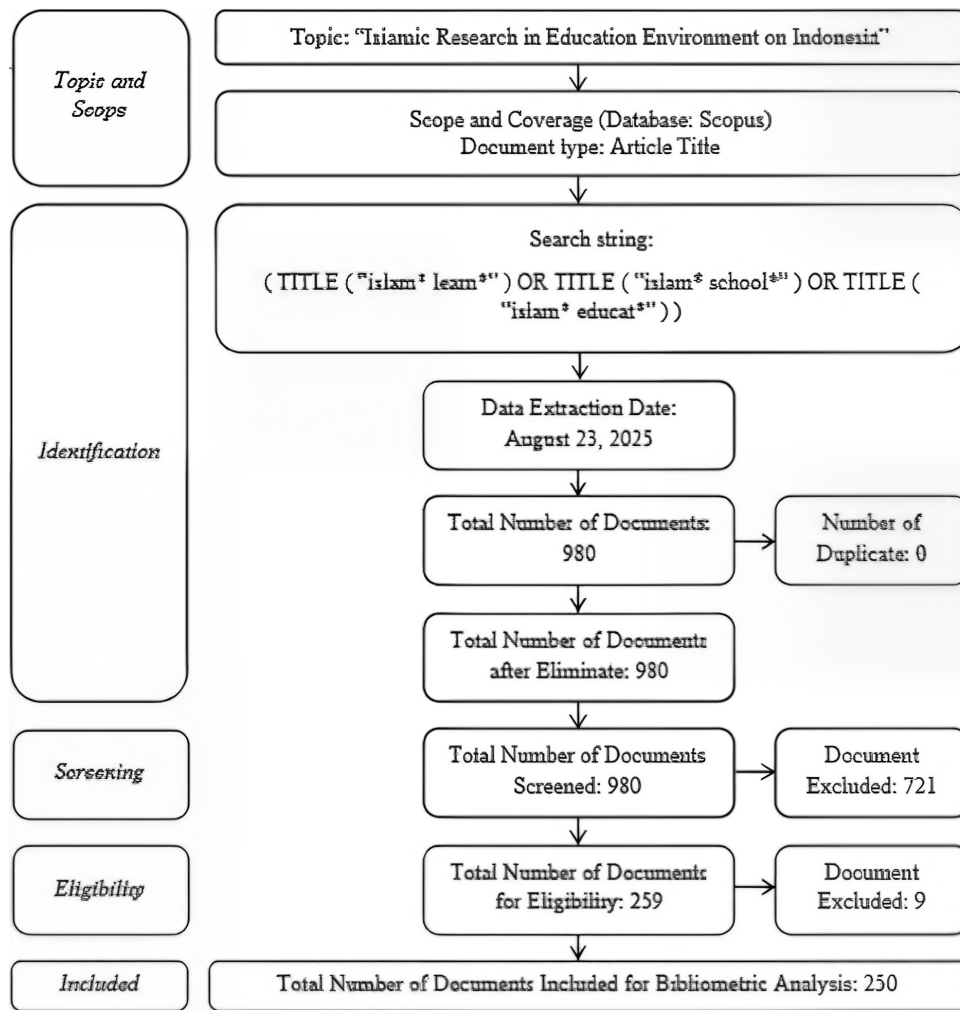 Topic and
Scops
Topic: "Islamic Research in Education Environment on Indonesia"
Scope and Coverage (Database: Scopus)
Document type: Article Title
Identification
Search string:
( TITLE ( "islam* learn*" ) OR TITLE ( "islam* school*" ) OR TITLE (
"islam* educat*" ) )
Data Extraction Date:
August 23, 2025
Total Number of Documents:
980
Number of
Duplicate: 0
Total Number of Documents
after Eliminate: 980
Screening
Total Number of Documents
Screened: 980
Document
Excluded: 721
Eligibility
Total Number of Documents
for Eligibility: 259
Document
Excluded: 9
Included
Total Number of Documents Included for Bibliometric Analysis: 250